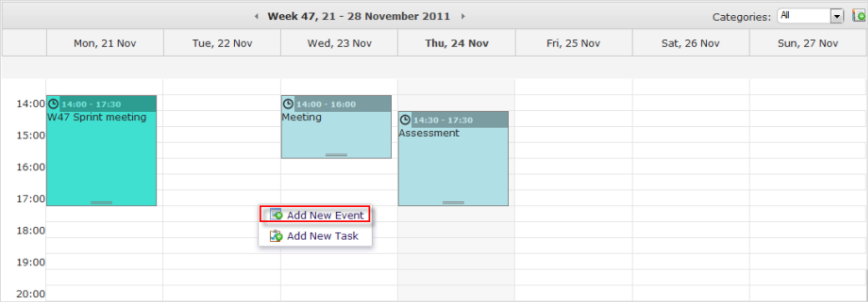 Week 47, 21 - 28 November 2011
Categories: All
Mon, 21 Nov Tue, 22 Nov Wed, 23 Nov Thu, 24 Nov Fri, 25 Nov Sat, 26 Nov Sun, 27 Nov
14:00 14:00 - 17:30 14:00 - 16:00
W47 Sprint meeting Meeting
14:30 - 17:30
15:00 Assessment
16:00
17:00
Add New Event
18:00
Add New Task
19:00
20:00